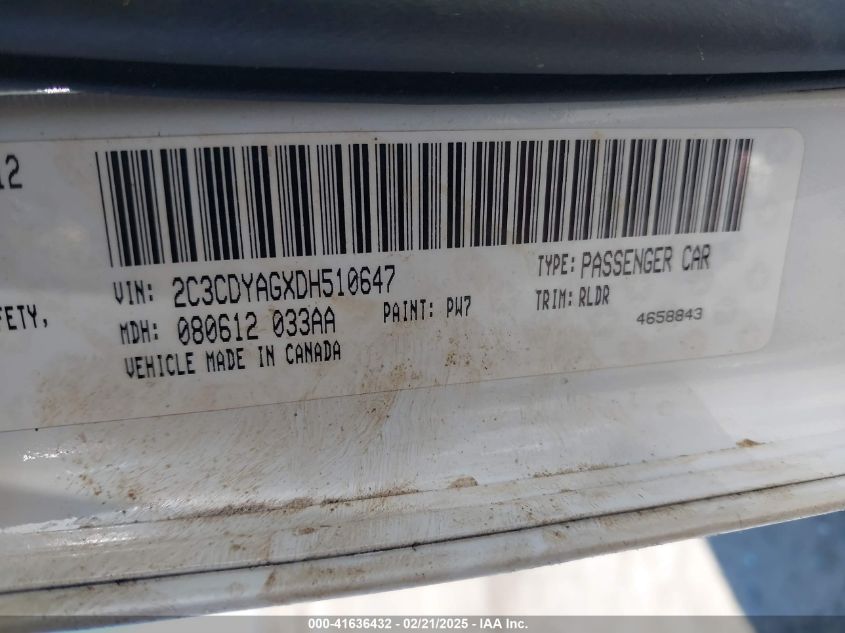 12
FETY,
VIN: 2C3CDYAGXDH510647
TYPE: PASSENGER CAR
MDH: 080612 033AA
PAINT: PW7
TRIM: RLDR
VEHICLE MADE IN CANADA
4658843
000-41636432 - 02/21/2025 - IAA Inc.